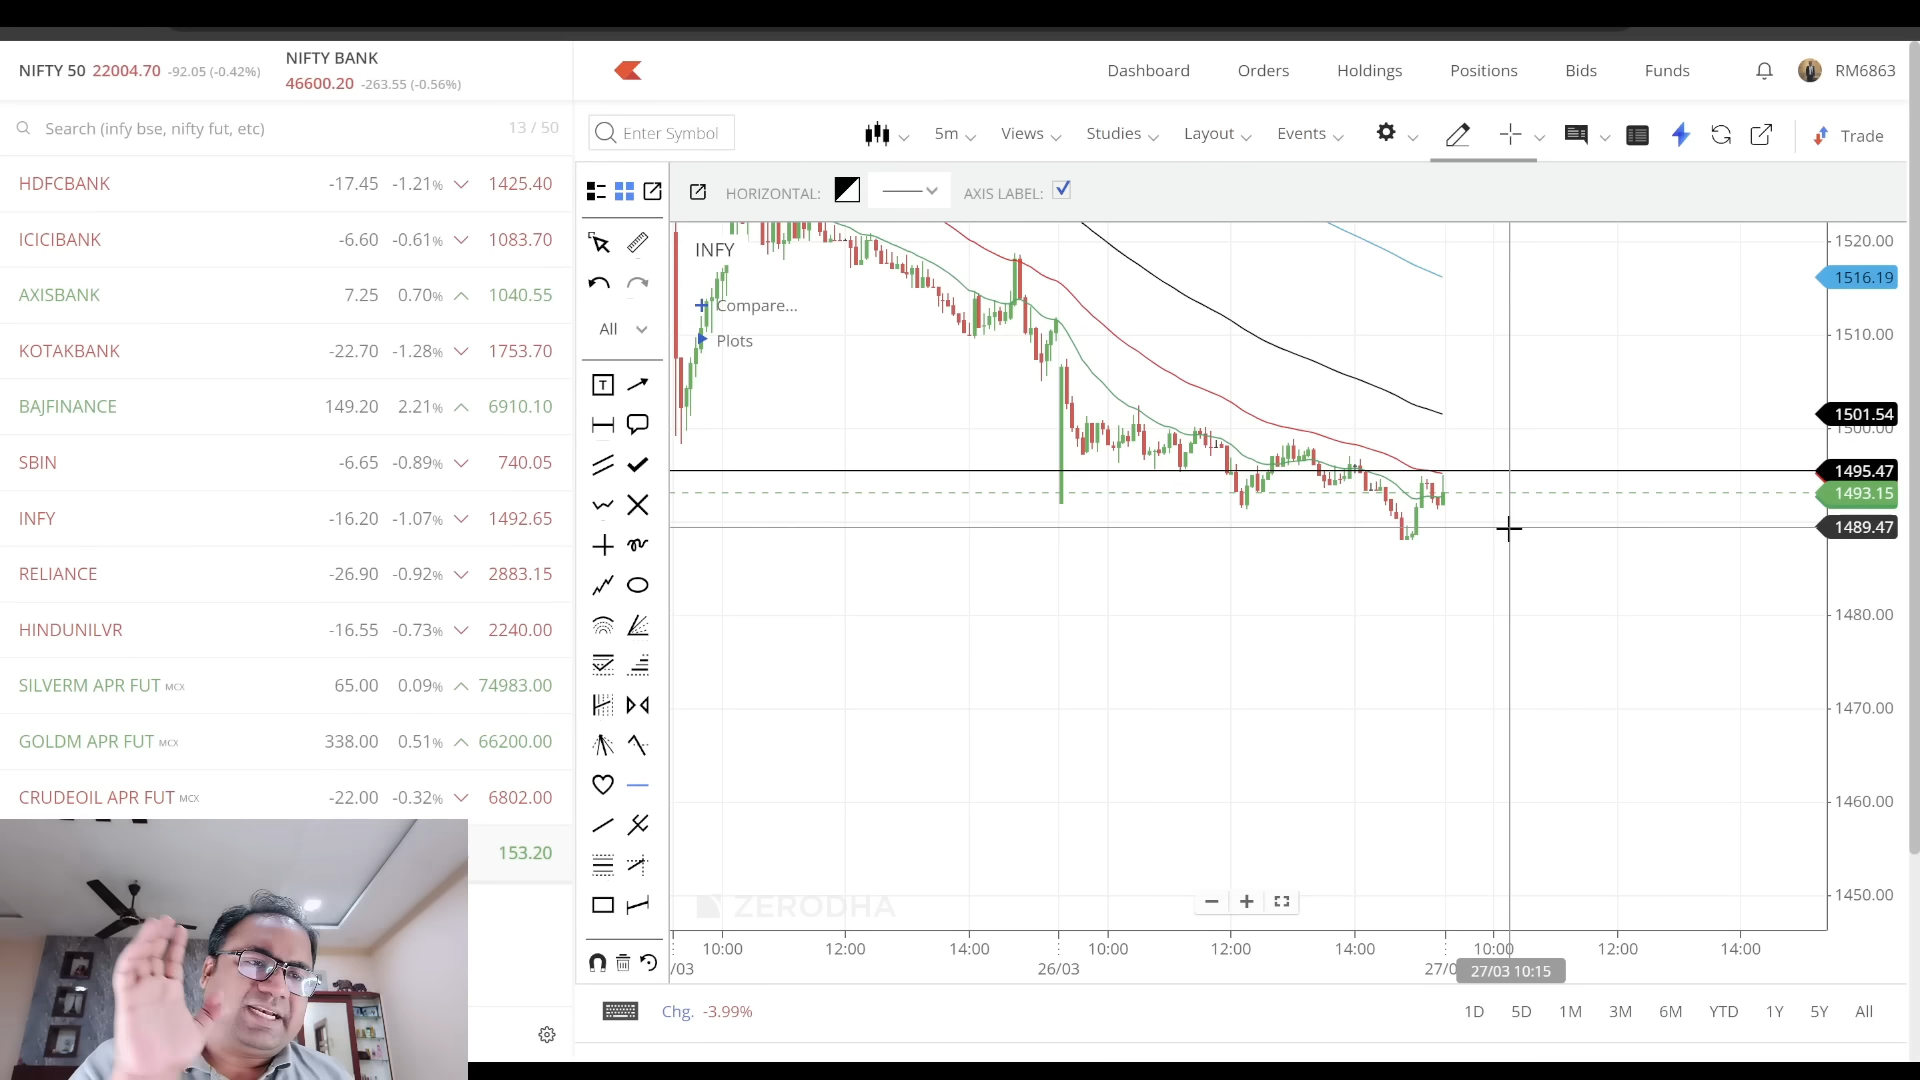 NIFTY 50 22004.70 -92.05 (-0.42%)
NIFTY BANK
46600.20 -263.55 (-0.56%)
Dashboard Orders Holdings Positions Bids Funds RM6863
Search (infy bse, nifty fut, etc) 13 / 50
Enter Symbol 5m Views Studies Layout Events Trade
HDFCBANK -17.45 -1.21% 1425.40
ICICIBANK -6.60 -0.61% 1083.70
AXISBANK 7.25 0.70% 1040.55
KOTAKBANK -22.70 -1.28% 1753.70
BAJFINANCE 149.20 2.21% 6910.10
SBIN -6.65 -0.89% 740.05
INFY -16.20 -1.07% 1492.65
RELIANCE -26.90 -0.92% 2883.15
HINDUNILVR -16.55 -0.73% 2240.00
SILVERM APR FUT MCX 65.00 0.09% 74983.00
GOLDM APR FUT MCX 338.00 0.51% 66200.00
CRUDEOIL APR FUT MCX -22.00 -0.32% 6802.00
153.20
HORIZONTAL: AXIS LABEL:
All
T
INFY
Compare...
Plots
1520.00
1516.19
1510.00
1501.54
1500.00
1495.47
1493.15
1489.47
1480.00
1470.00
1460.00
1450.00
ZERODHA
10:00 12:00 14:00 10:00 12:00 14:00 10:00 12:00 14:00
/03 26/03 27/0 27/03 10:15
Chg. -3.99% 1D 5D 1M 3M 6M YTD 1Y 5Y All